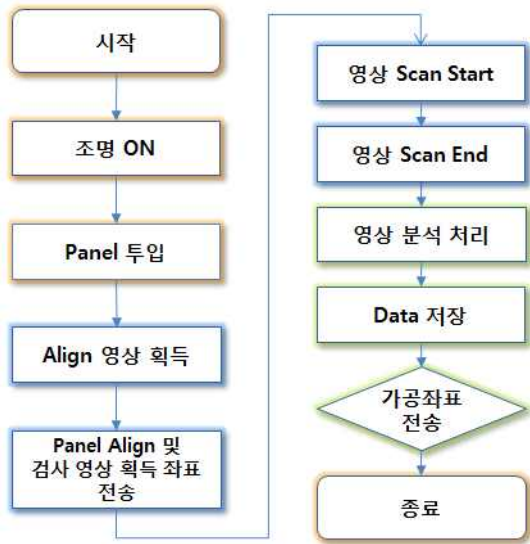 시작
조명 ON
Panel 투입
Align 영상 획득
Panel Align 및
검사 영상 획득 좌표
전송
영상 Scan Start
영상 Scan End
영상 분석 처리
Data 저장
가공좌표
전송
종료